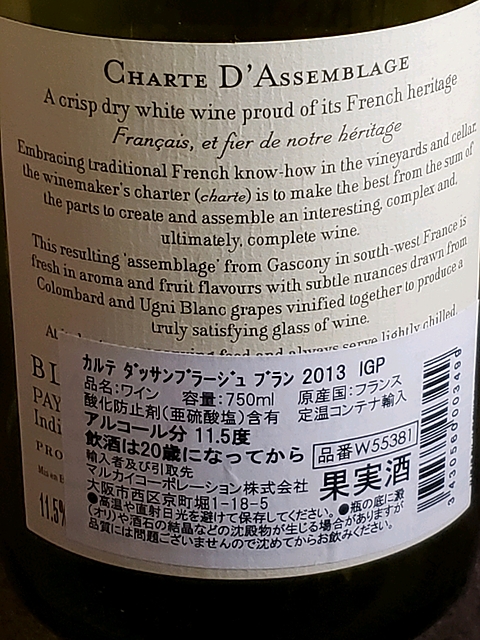 CHARTE D'ASSEMBLAGE
A crisp dry white wine proud of its French heritage
Français, et fier de notre héritage
Embracing traditional French know-how in the vineyards and cellar,
the winemaker's charter (charte) is to make the best from the sum of
the parts to create and assemble an interesting, complex and,
ultimately, complete wine.
This resulting 'assemblage' from Gascony in south-west France is
fresh in aroma and fruit flavours with subtle nuances drawn from
Colombard and Ugni Blanc grapes vinified together to produce a
truly satisfying glass of wine.
food and always serve lightly chilled.
カルテ ダッサンブラージュ ブラン 2013 IGP
品名:ワイン 容量:750ml 原産国:フランス
酸化防止剤(亜硫酸塩)含有 定温コンテナ輸入
アルコール分 11.5度
飲酒は20歳になってから
品番W55381
輸入者及び引取先
マルカイコーポレーション株式会社
大阪市西区京町堀1-18-5
果実酒
●高温や直射日光を避けて保存してください。●瓶の底に澱
(オリ)や酒石の結晶などの沈殿物が生じる場合がありますが
品質には問題ございませんので沈めてからお飲みください。
BL
PAY
Indi
PRO
11.5%
3430560003499